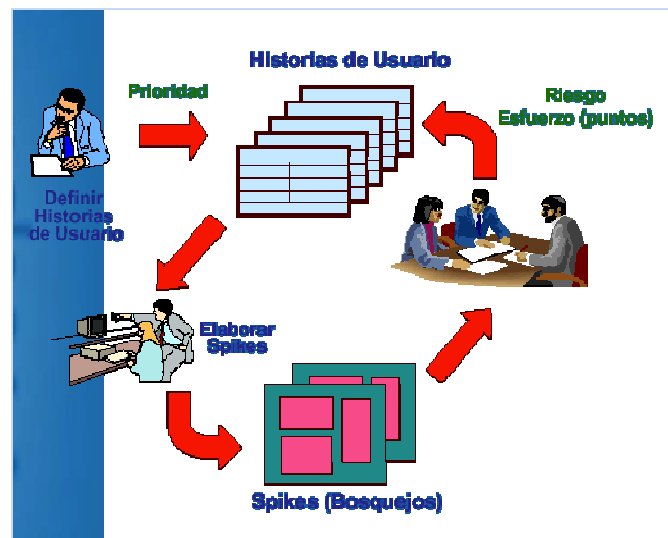 Historias de Usuario
Prioridad
Riesgo
Esfuerzo (puntos)
Definir
Historias
de Usuario
Elaborar
Spikes
Spikes (Bosquejos)